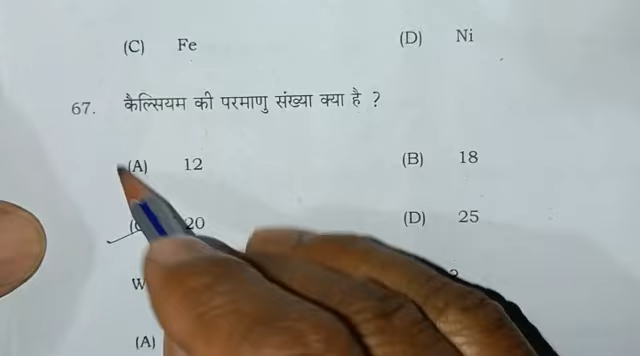 (C) Fe (D) Ni
67. कैल्सियम की परमाणु संख्या क्या है ?
(A) 12 (B) 18
20 (D) 25
(A)